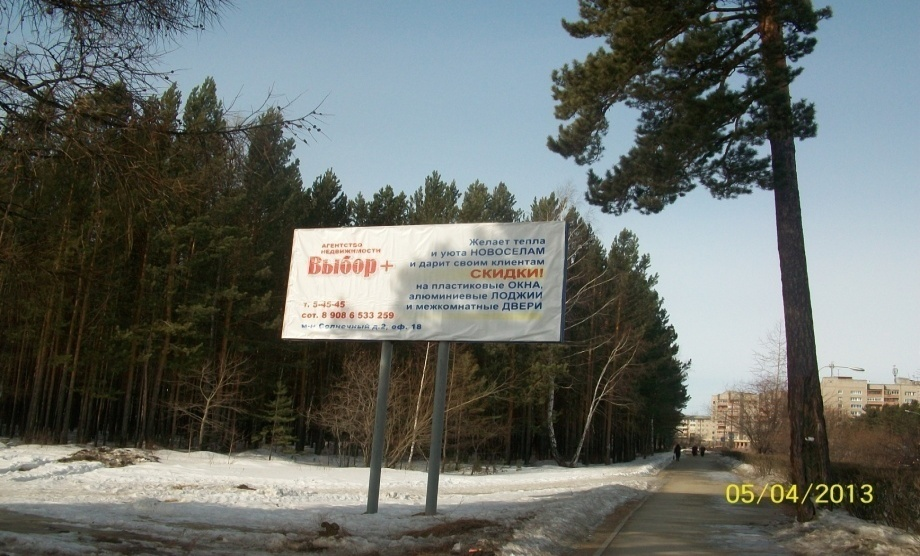 АГЕНТСТВО
НЕДВИЖИМОСТИ
Выбор+
т. 5-45-45
сот. 8 908 6 533 259
м-н Солнечный д.2, оф. 18
Желает тепла
и уюта НОВОСЕЛАМ
и дарит своим клиентам
СКИДКИ!
на пластиковые ОКНА,
алюминиевые ЛОДЖИИ
и межкомнатные ДВЕРИ
05/04/2013